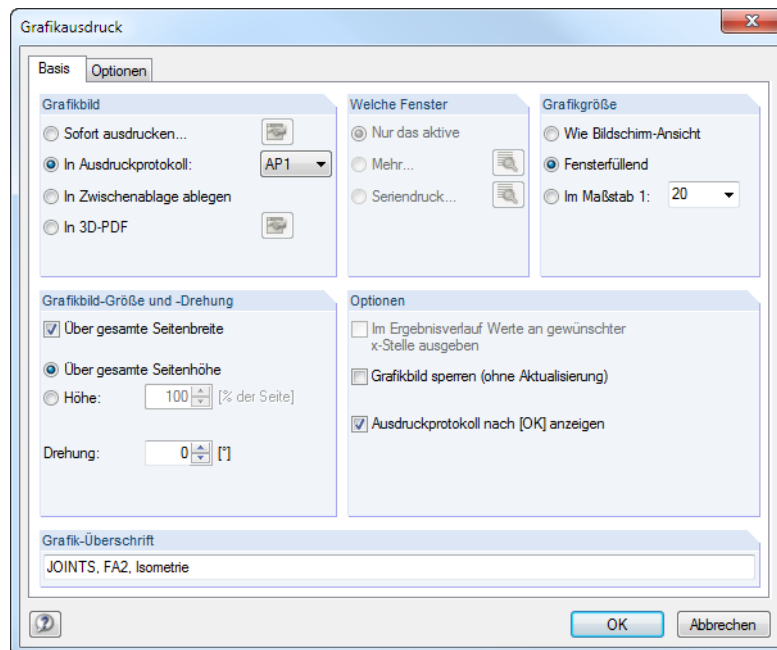 Grafikausdruck
Basis
Optionen
Grafikbild
Sofort ausdrucken...
In Ausdruckprotokoll:
AP1
In Zwischenablage ablegen
In 3D-PDF
Welche Fenster
Nur das aktive
Mehr...
Seriendruck...
Grafikgröße
Wie Bildschirm-Ansicht
Fensterfüllend
Im Maßstab 1:
20
Grafikbild-Größe und -Drehung
Über gesamte Seitenbreite
Über gesamte Seitenhöhe
Höhe:
100
[% der Seite]
Drehung:
0
[°]
Optionen
Im Ergebnisverlauf Werte an gewünschter
x-Stelle ausgeben
Grafikbild sperren (ohne Aktualisierung)
Ausdruckprotokoll nach [OK] anzeigen
Grafik-Überschrift
JOINTS, FA2, Isometrie
OK
Abbrechen